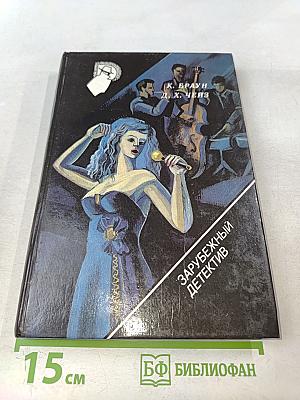 К. БРАУН
Д. Х. ЧЕЙЗ
ЗАРУБЕЖНЫЙ
ДЕТЕКТИВ
15 см
БФ БИБЛИОФАН